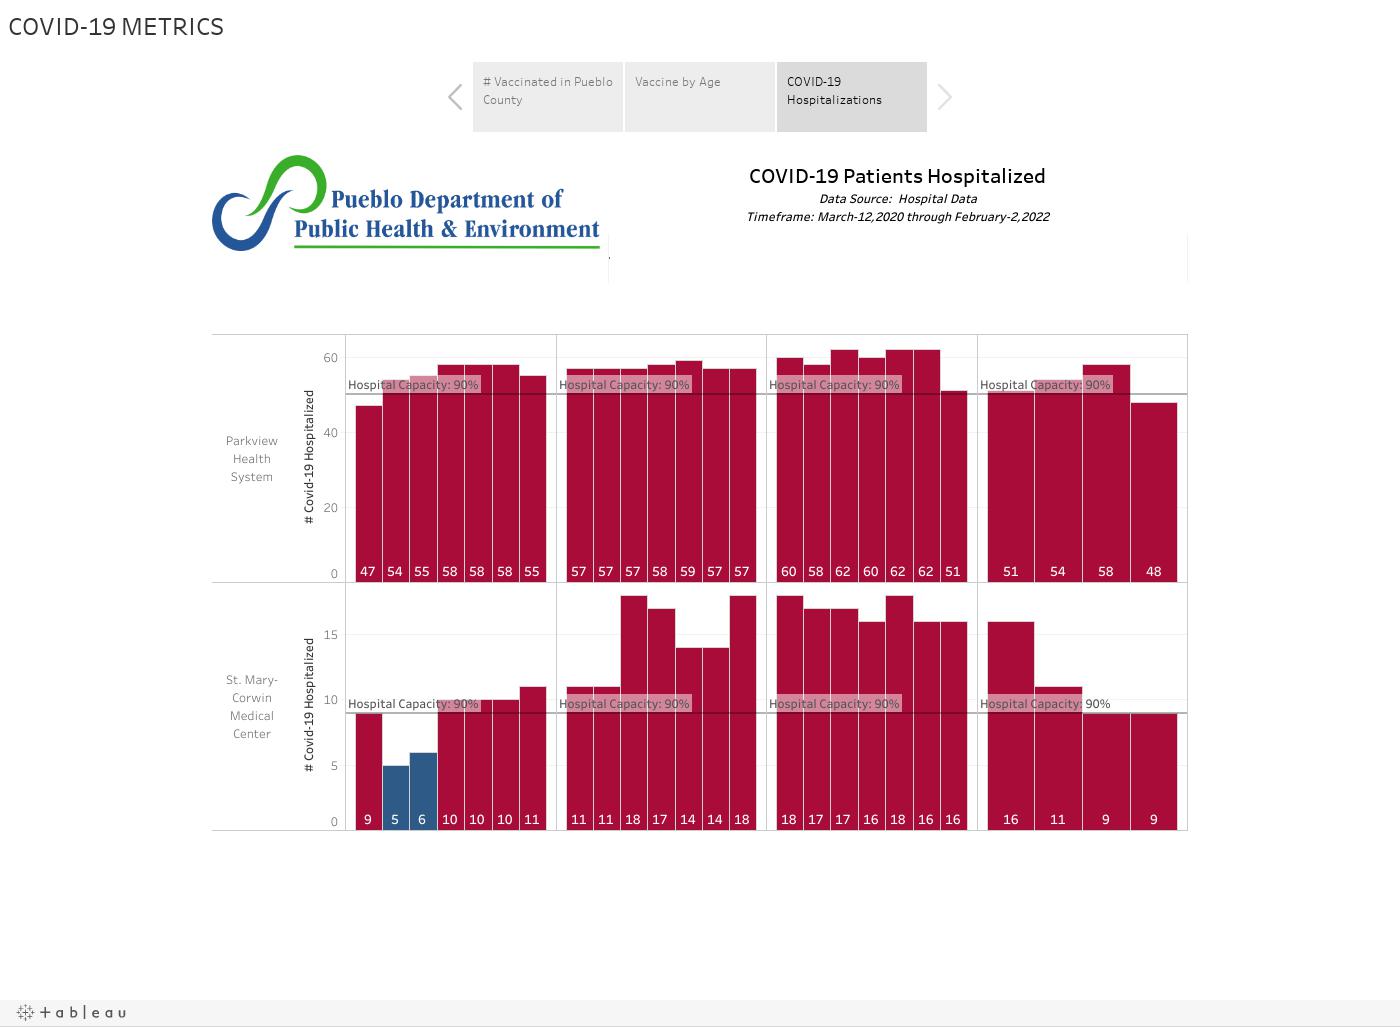 COVID-19 METRICS
# Vaccinated in Pueblo
County
Vaccine by Age
COVID-19
Hospitalizations
Pueblo Department of
Public Health & Environment
COVID-19 Patients Hospitalized
Data Source: Hospital Data
Timeframe: March-12,2020 through February-2,2022
Parkview
Health
System
# Covid-19 Hospitalized
60
40
20
0
Hospital Capacity: 90%
Hospital Capacity: 90%
Hospital Capacity: 90%
Hospital Capacity: 90%
47 54 55 58 58 58 55 57 57 57 58 59 57 57 60 58 62 60 62 62 51 51 54 58 48
St. Mary-
Corwin
Medical
Center
# Covid-19 Hospitalized
15
10
5
0
Hospital Capacity: 90%
Hospital Capacity: 90%
Hospital Capacity: 90%
Hospital Capacity: 90%
9 5 6 10 10 10 11 11 11 18 17 14 14 18 18 17 17 16 18 16 16 16 11 9 9
+ableau